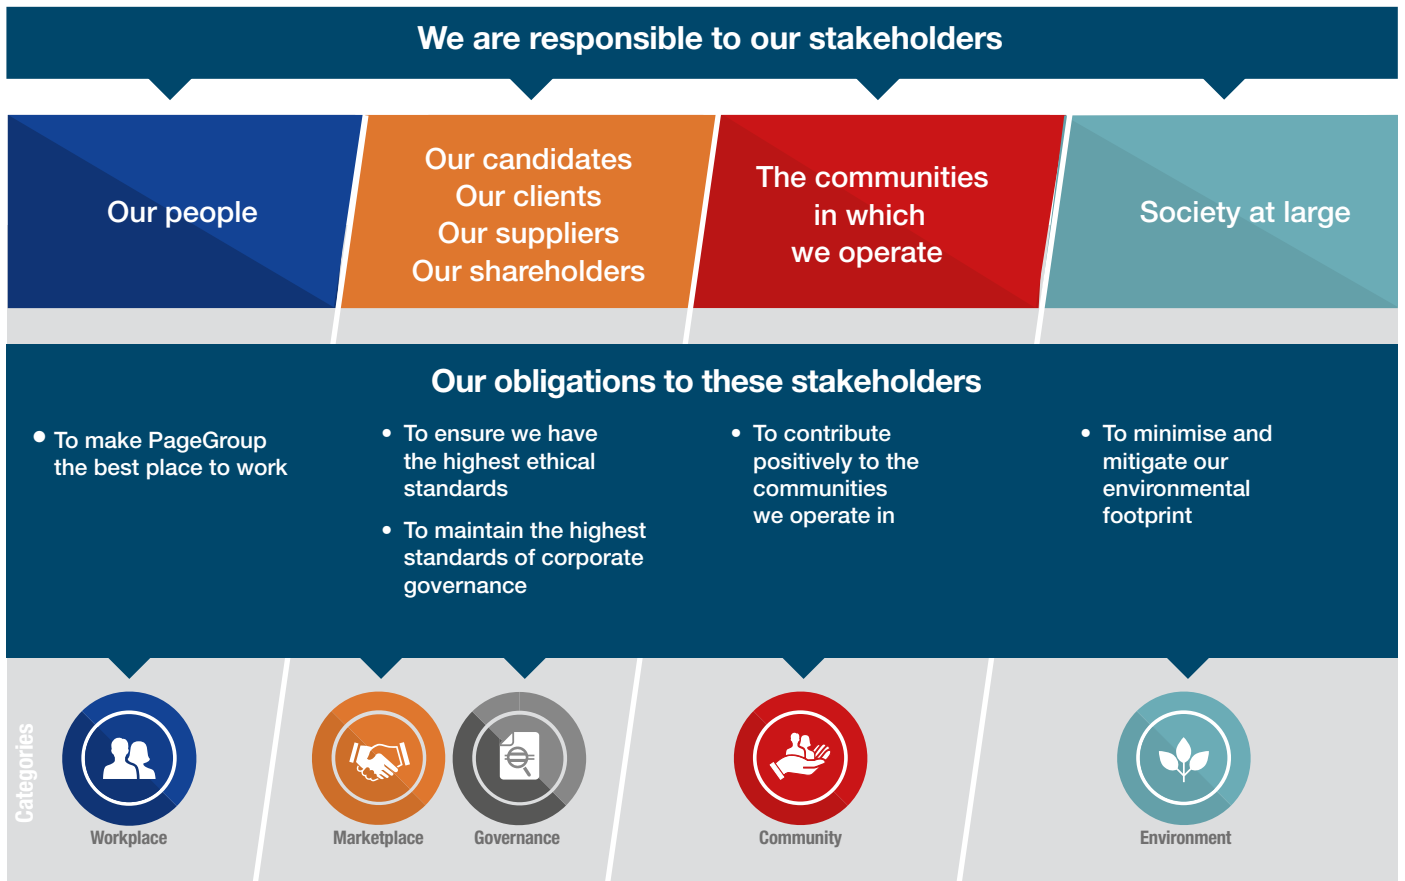 We are responsible to our stakeholders
Our people
Our candidates
Our clients
Our suppliers
Our shareholders
The communities
in which
we operate
Society at large
Our obligations to these stakeholders
• To make PageGroup
the best place to work
• To ensure we have
the highest ethical
standards
• To maintain the highest
standards of corporate
governance
• To contribute
positively to the
communities
we operate in
• To minimise and
mitigate our
environmental
footprint
Categories
Workplace
Marketplace
Governance
Community
Environment